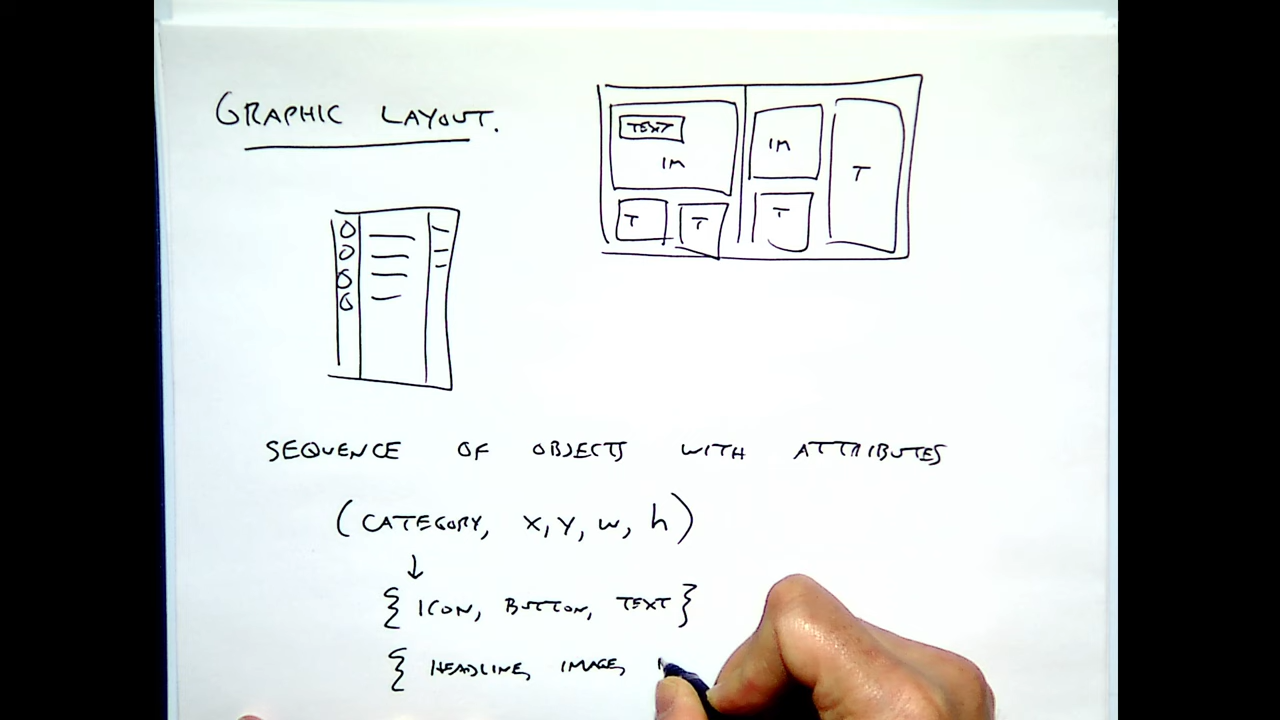 GRAPHIC LAYOUT.
TEXT
IM
T T
IM
T
T
SEQUENCE OF OBJECTS WITH ATTRIBUTES
(CATEGORY, x, y, w, h)
↓
{ ICON, BUTTON, TEXT }
{ HEADLINE, IMAGE,